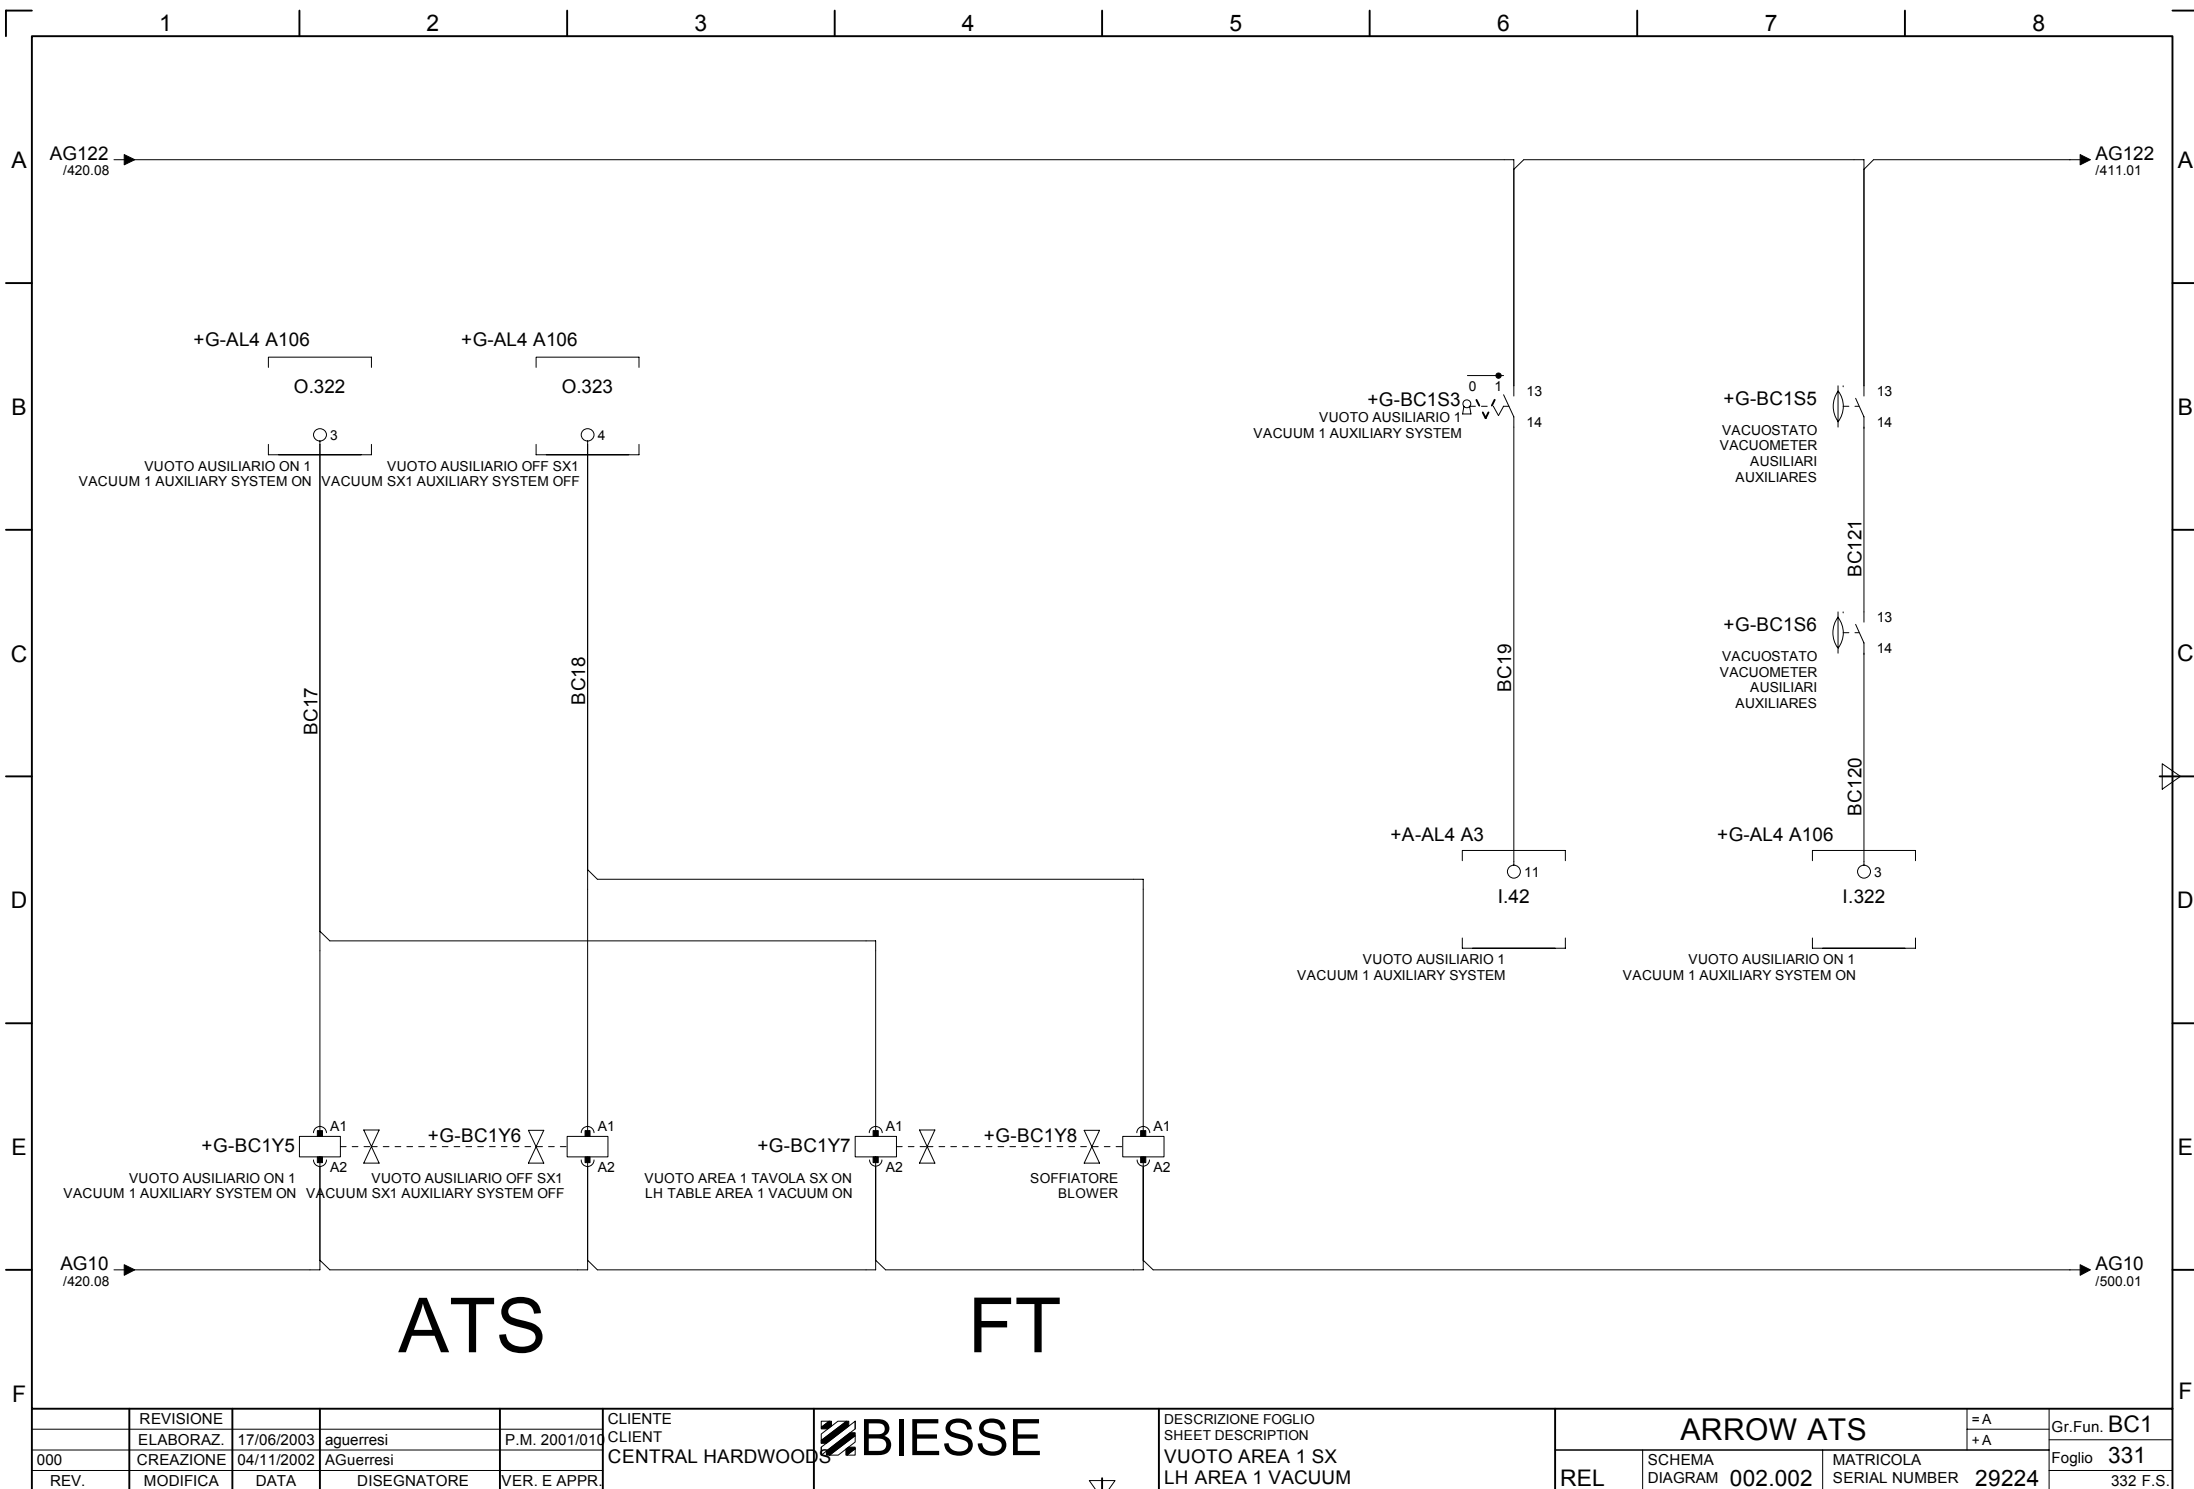 1 2 3 4 5 6 7 8
A AG122 AG122 A
/420.08 /411.01
+G-AL4 A106 +G-AL4 A106
O.322 O.323
3 4
VUOTO AUSILIARIO ON 1 VUOTO AUSILIARIO OFF SX1
VACUUM 1 AUXILIARY SYSTEM ON VACUUM SX1 AUXILIARY SYSTEM OFF
B B
0 1 13
+G-BC1S3
VUOTO AUSILIARIO 1 14
VACUUM 1 AUXILIARY SYSTEM
+G-BC1S5 13
14
VACUOSTATO
VACUOMETER
AUSILIARI
AUXILIARES
BC121
C C
+G-BC1S6 13
14
VACUOSTATO
VACUOMETER
AUSILIARI
AUXILIARES
BC17 BC18 BC19 BC120
+A-AL4 A3 +G-AL4 A106
11 3
D I.42 I.322 D
VUOTO AUSILIARIO 1 VUOTO AUSILIARIO ON 1
VACUUM 1 AUXILIARY SYSTEM VACUUM 1 AUXILIARY SYSTEM ON
A1 A1 A1 A1
E +G-BC1Y5 +G-BC1Y6 +G-BC1Y7 +G-BC1Y8 E
A2 A2 A2 A2
VUOTO AUSILIARIO ON 1 VUOTO AUSILIARIO OFF SX1 VUOTO AREA 1 TAVOLA SX ON SOFFIATORE
VACUUM 1 AUXILIARY SYSTEM ON VACUUM SX1 AUXILIARY SYSTEM OFF LH TABLE AREA 1 VACUUM ON BLOWER
AG10 AG10
/420.08 /500.01
ATS FT
F F
REVISIONE
ELABORAZ. 17/06/2003 aguerresi P.M. 2001/010
000 CREAZIONE 04/11/2002 AGuerresi
REV. MODIFICA DATA DISEGNATORE VER. E APPR.
CLIENTE
CLIENT
CENTRAL HARDWOODS
BIESSE
DESCRIZIONE FOGLIO
SHEET DESCRIPTION
VUOTO AREA 1 SX
LH AREA 1 VACUUM
ARROW ATS
= A
+ A
Gr.Fun. BC1
REL
SCHEMA
DIAGRAM 002.002
MATRICOLA
SERIAL NUMBER 29224
Foglio 331
332 F.S.